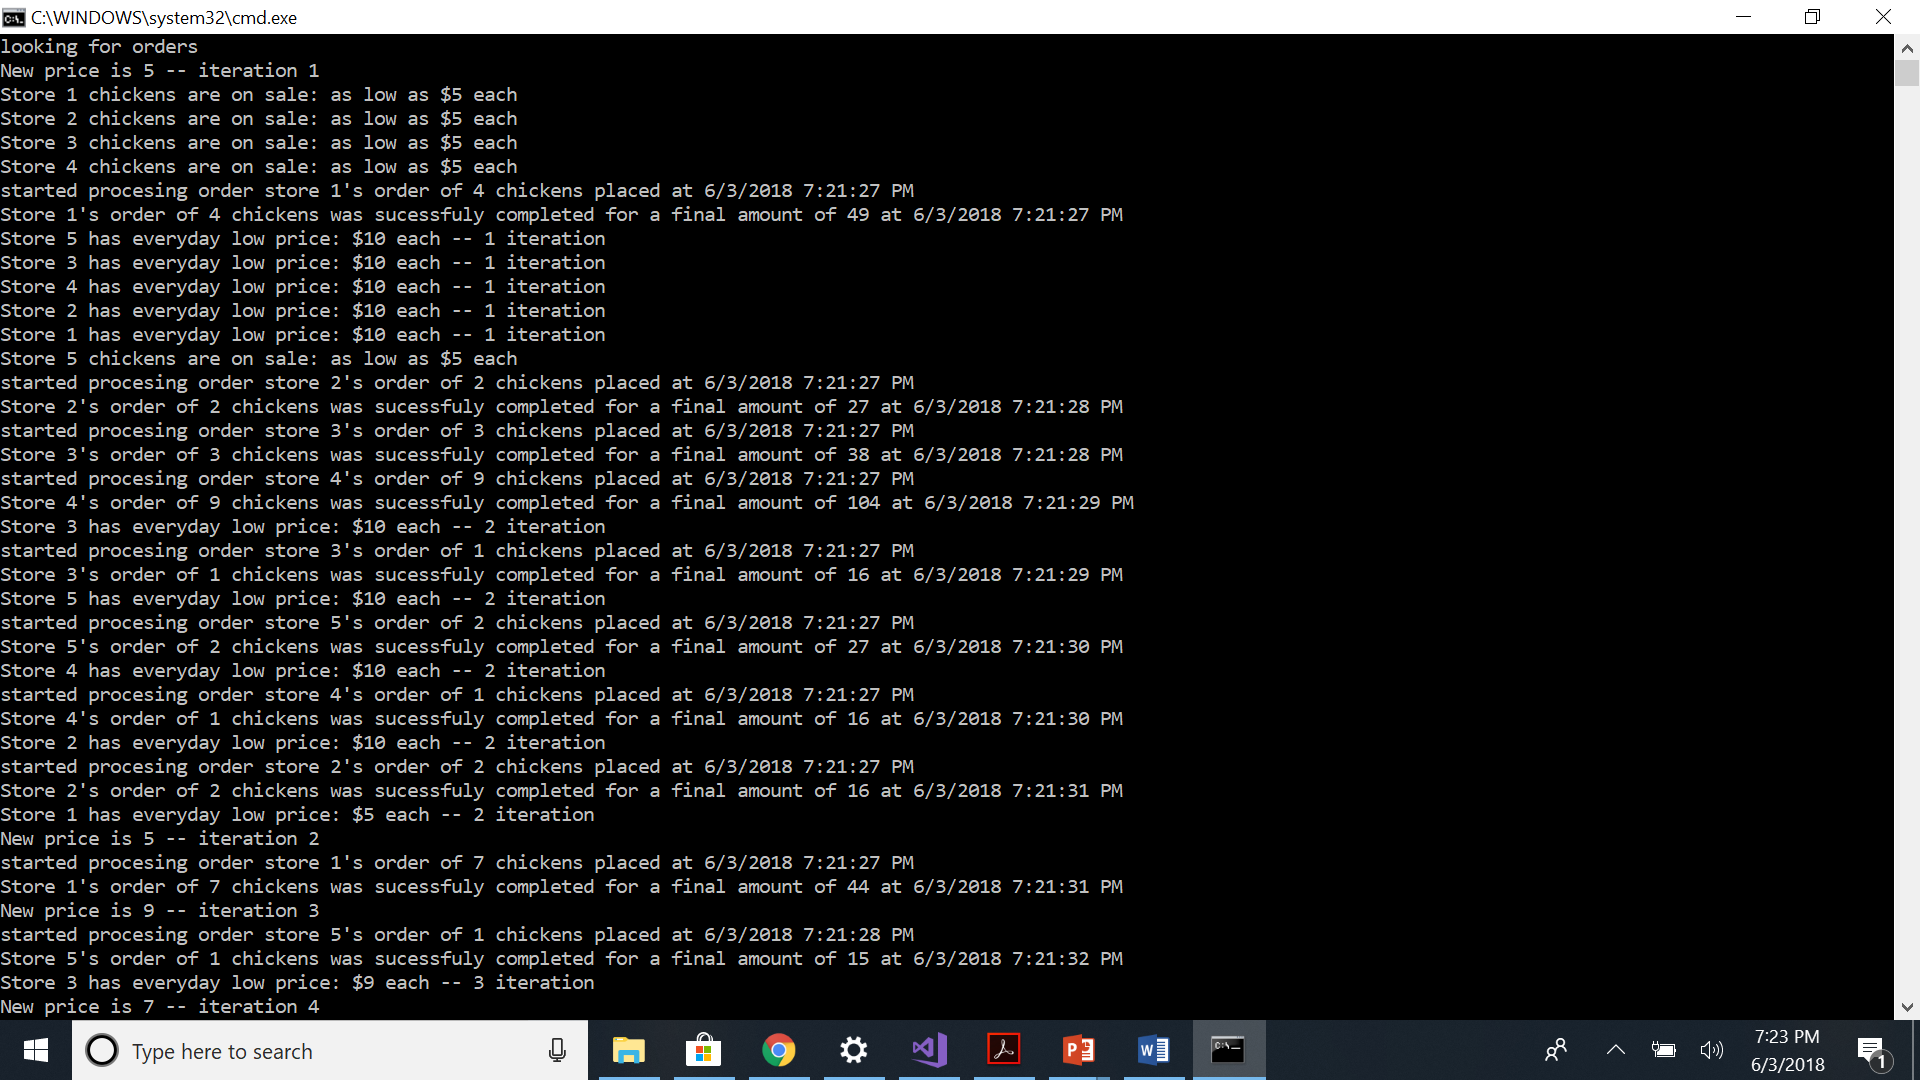 C:\WINDOWS\system32\cmd.exe
looking for orders
New price is 5 -- iteration 1
Store 1 chickens are on sale: as low as $5 each
Store 2 chickens are on sale: as low as $5 each
Store 3 chickens are on sale: as low as $5 each
Store 4 chickens are on sale: as low as $5 each
started procesing order store 1's order of 4 chickens placed at 6/3/2018 7:21:27 PM
Store 1's order of 4 chickens was sucessfuly completed for a final amount of 49 at 6/3/2018 7:21:27 PM
Store 5 has everyday low price: $10 each -- 1 iteration
Store 3 has everyday low price: $10 each -- 1 iteration
Store 4 has everyday low price: $10 each -- 1 iteration
Store 2 has everyday low price: $10 each -- 1 iteration
Store 1 has everyday low price: $10 each -- 1 iteration
Store 5 chickens are on sale: as low as $5 each
started procesing order store 2's order of 2 chickens placed at 6/3/2018 7:21:27 PM
Store 2's order of 2 chickens was sucessfuly completed for a final amount of 27 at 6/3/2018 7:21:28 PM
started procesing order store 3's order of 3 chickens placed at 6/3/2018 7:21:27 PM
Store 3's order of 3 chickens was sucessfuly completed for a final amount of 38 at 6/3/2018 7:21:28 PM
started procesing order store 4's order of 9 chickens placed at 6/3/2018 7:21:27 PM
Store 4's order of 9 chickens was sucessfuly completed for a final amount of 104 at 6/3/2018 7:21:29 PM
Store 3 has everyday low price: $10 each -- 2 iteration
started procesing order store 3's order of 1 chickens placed at 6/3/2018 7:21:27 PM
Store 3's order of 1 chickens was sucessfuly completed for a final amount of 16 at 6/3/2018 7:21:29 PM
Store 5 has everyday low price: $10 each -- 2 iteration
started procesing order store 5's order of 2 chickens placed at 6/3/2018 7:21:27 PM
Store 5's order of 2 chickens was sucessfuly completed for a final amount of 27 at 6/3/2018 7:21:30 PM
Store 4 has everyday low price: $10 each -- 2 iteration
started procesing order store 4's order of 1 chickens placed at 6/3/2018 7:21:27 PM
Store 4's order of 1 chickens was sucessfuly completed for a final amount of 16 at 6/3/2018 7:21:30 PM
Store 2 has everyday low price: $10 each -- 2 iteration
started procesing order store 2's order of 2 chickens placed at 6/3/2018 7:21:27 PM
Store 2's order of 2 chickens was sucessfuly completed for a final amount of 16 at 6/3/2018 7:21:31 PM
Store 1 has everyday low price: $5 each -- 2 iteration
New price is 5 -- iteration 2
started procesing order store 1's order of 7 chickens placed at 6/3/2018 7:21:27 PM
Store 1's order of 7 chickens was sucessfuly completed for a final amount of 44 at 6/3/2018 7:21:31 PM
New price is 9 -- iteration 3
started procesing order store 5's order of 1 chickens placed at 6/3/2018 7:21:28 PM
Store 5's order of 1 chickens was sucessfuly completed for a final amount of 15 at 6/3/2018 7:21:32 PM
Store 3 has everyday low price: $9 each -- 3 iteration
New price is 7 -- iteration 4
Type here to search
7:23 PM
6/3/2018
1